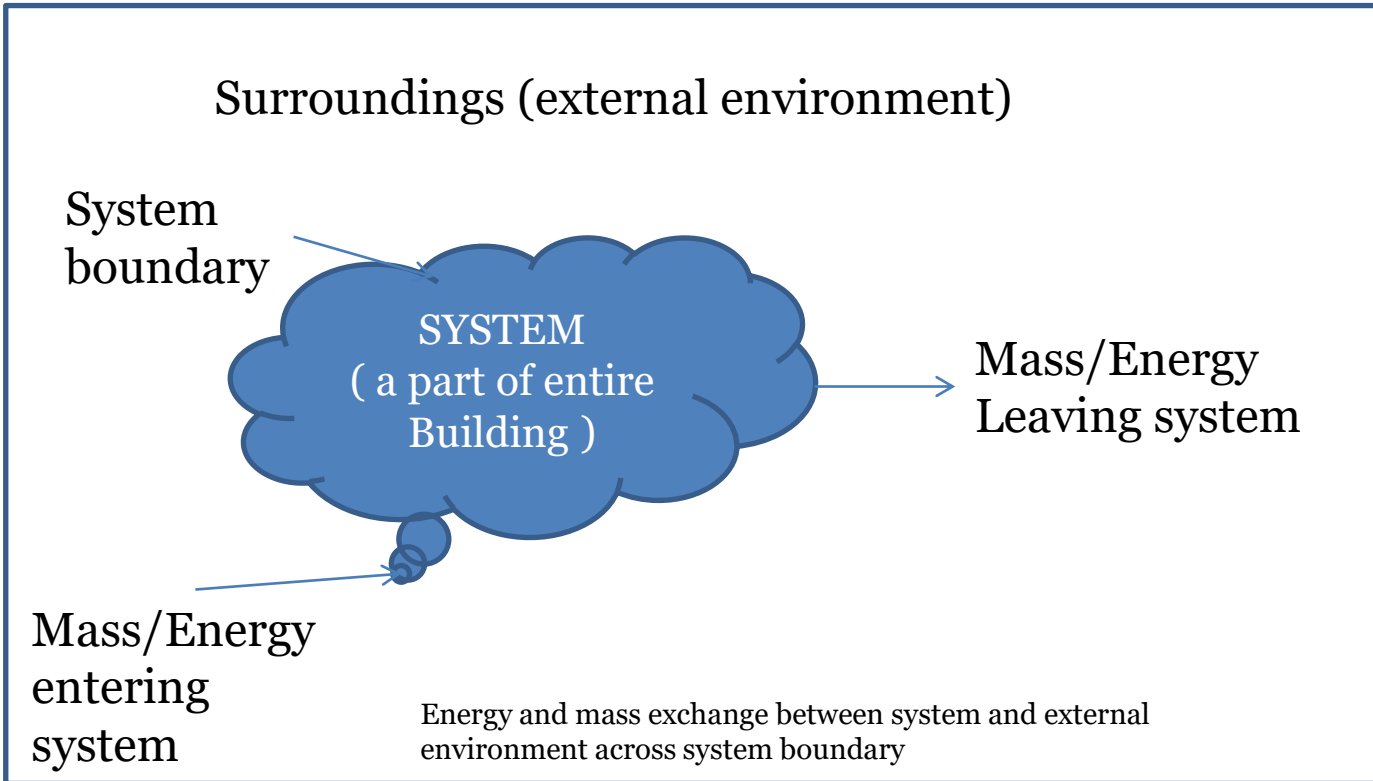 Surroundings (external environment)
System
boundary
SYSTEM
( a part of entire
Building )
Mass/Energy
Leaving system
Mass/Energy
entering
system
Energy and mass exchange between system and external
environment across system boundary